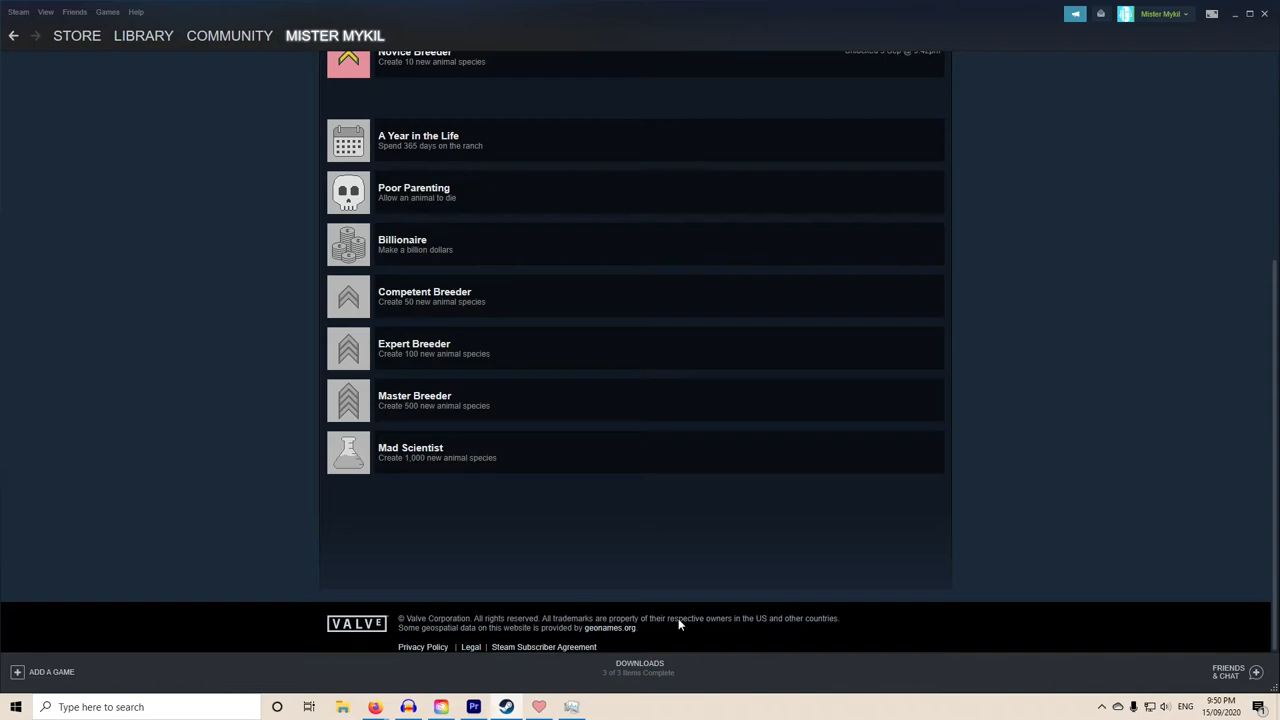 Steam View Friends Games Help
Mister Mykil
STORE LIBRARY COMMUNITY MISTER MYKIL
Novice Breeder
Create 10 new animal species
A Year in the Life
Spend 365 days on the ranch
Poor Parenting
Allow an animal to die
Billionaire
Make a billion dollars
Competent Breeder
Create 50 new animal species
Expert Breeder
Create 100 new animal species
Master Breeder
Create 500 new animal species
Mad Scientist
Create 1,000 new animal species
VALVE
© Valve Corporation. All rights reserved. All trademarks are property of their respective owners in the US and other countries.
Some geospatial data on this website is provided by geonames.org.
Privacy Policy | Legal | Steam Subscriber Agreement
+ ADD A GAME
DOWNLOADS
3 of 3 Items Complete
FRIENDS
& CHAT +
Type here to search
Pr
ENG
9:50 PM
15/09/2020